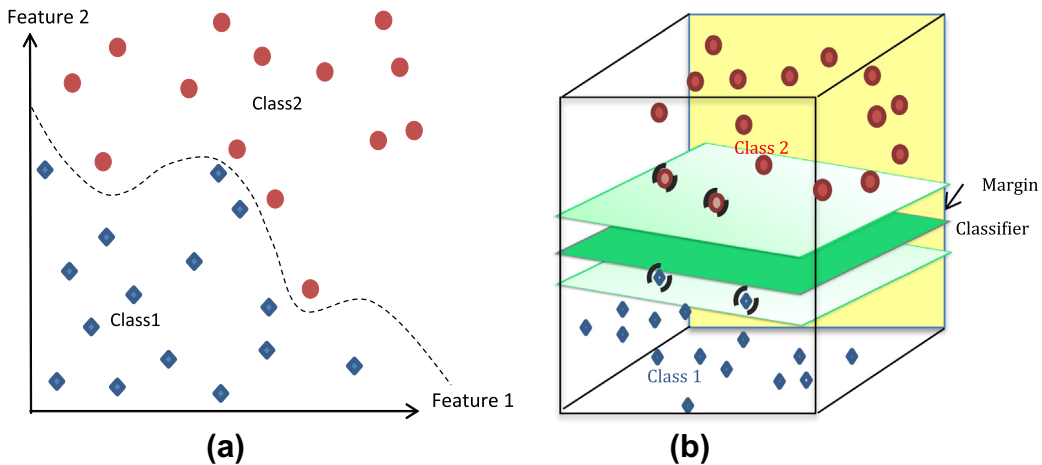 Feature 2
Class2
Class1
Feature 1
(a)
Class 2
Margin
Classifier
Class 1
(b)